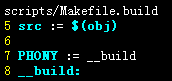 scripts/Makefile.build
5 src := $(obj)
6
7 PHONY := __build
8 __build: